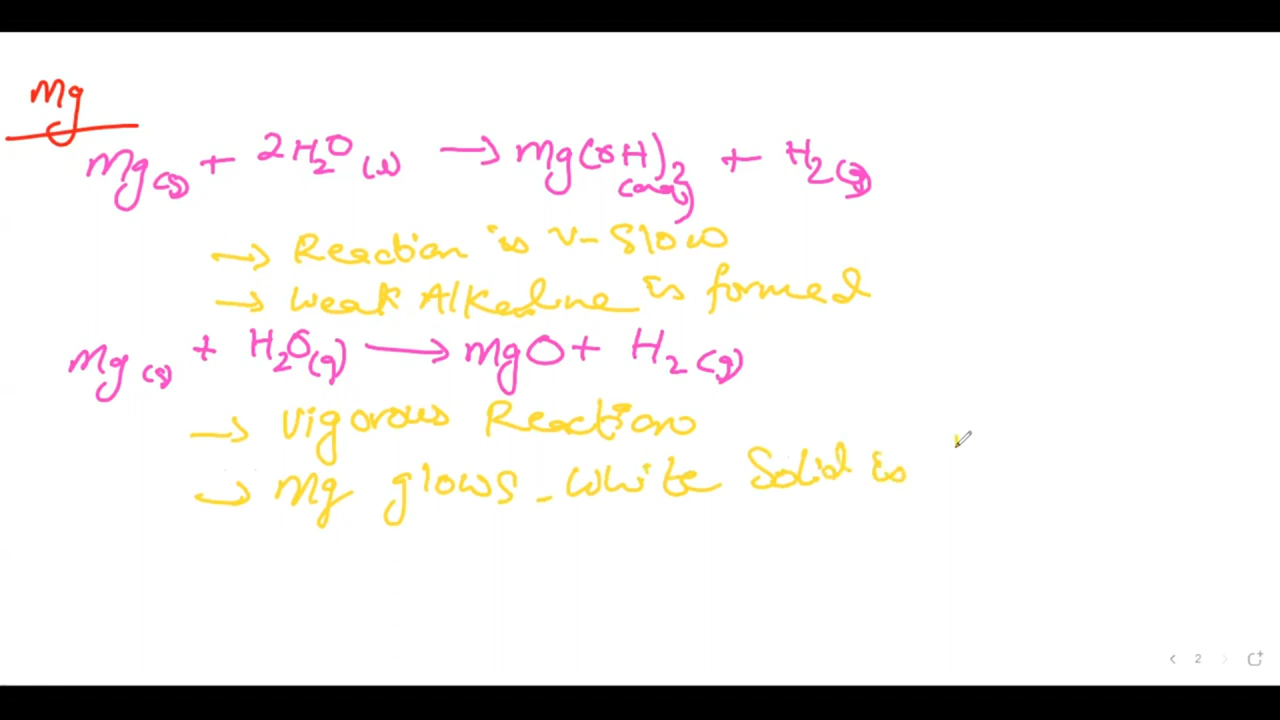 Mg
Mg(s) + 2H₂O(l) → Mg(OH)₂(aq) + H₂(g)
→ Reaction is v-Slow
→ Weak Alkaline is formed
Mg(s) + H₂O(g) → MgO + H₂(g)
→ Vigorous Reaction
→ Mg glows - white Solid is
< 2 >